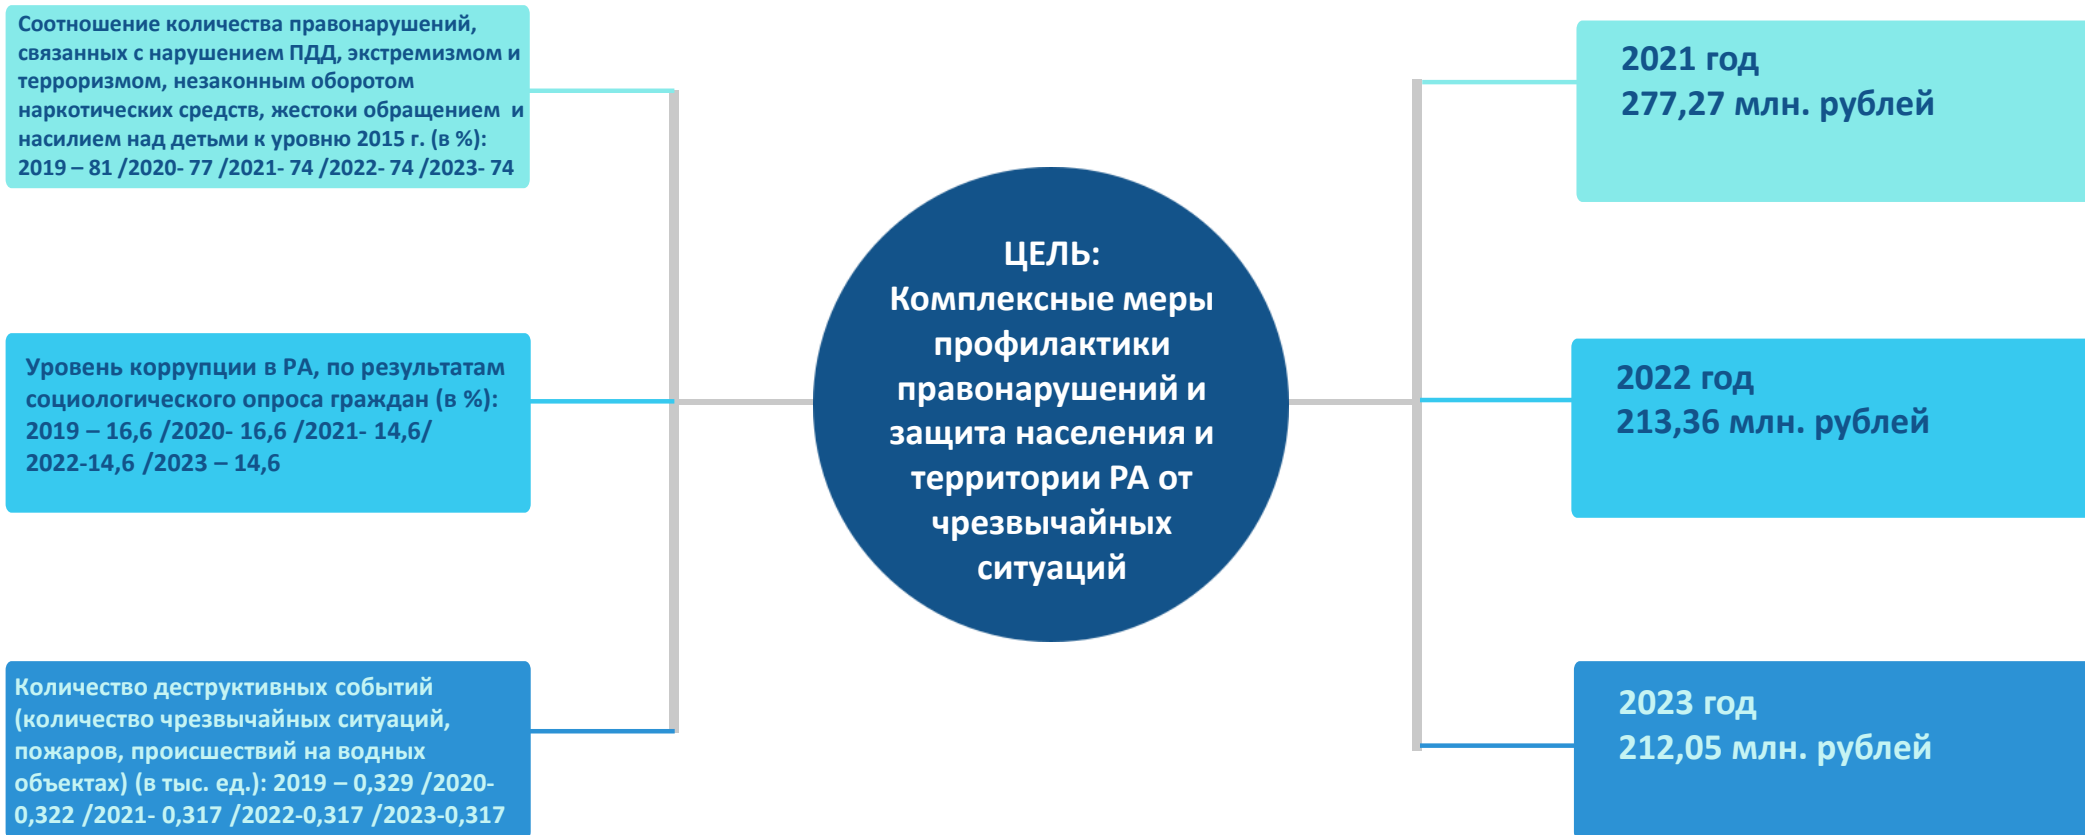 Соотношение количества правонарушений,
связанных с нарушением ПДД, экстремизмом и
терроризмом, незаконным оборотом
наркотических средств, жестоки обращением и
насилием над детьми к уровню 2015 г. (в %):
2019 – 81 /2020- 77 /2021- 74 /2022- 74 /2023- 74
Уровень коррупции в РА, по результатам
социологического опроса граждан (в %):
2019 – 16,6 /2020- 16,6 /2021- 14,6/
2022-14,6 /2023 – 14,6
Количество деструктивных событий
(количество чрезвычайных ситуаций,
пожаров, происшествий на водных
объектах) (в тыс. ед.): 2019 – 0,329 /2020-
0,322 /2021- 0,317 /2022-0,317 /2023-0,317
ЦЕЛЬ:
Комплексные меры
профилактики
правонарушений и
защита населения и
территории РА от
чрезвычайных
ситуаций
2021 год
277,27 млн. рублей
2022 год
213,36 млн. рублей
2023 год
212,05 млн. рублей